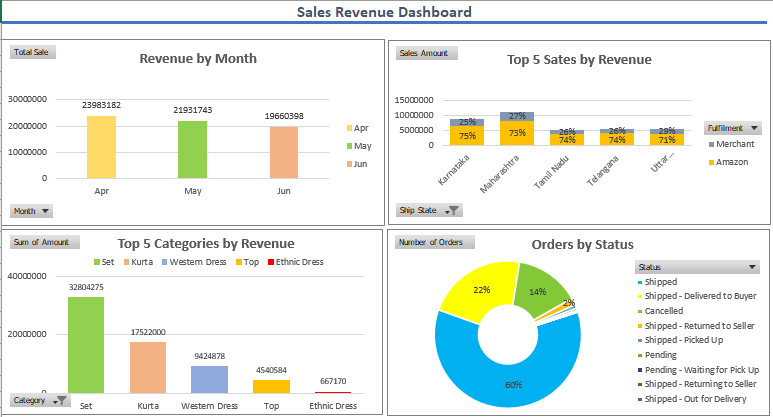 Sales Revenue Dashboard
Total Sale
Revenue by Month
30000000
20000000
10000000
0
23983182
21931743
19660398
Apr
May
Jun
Apr
May
Jun
Month
Sales Amount
Top 5 Sates by Revenue
15000000
10000000
5000000
0
25%
27%
26%
26%
29%
75%
73%
74%
74%
71%
Karnataka
Maharashtra
Tamil Nadu
Telangana
Uttar...
Fulfillment
Merchant
Amazon
Ship State
Sum of Amount
Top 5 Categories by Revenue
Set
Kurta
Western Dress
Top
Ethnic Dress
40000000
20000000
0
32804275
17522000
9424878
4540584
667170
Set
Kurta
Western Dress
Top
Ethnic Dress
Category
Number of Orders
Orders by Status
22%
14%
2%
60%
Status
Shipped
Shipped - Delivered to Buyer
Cancelled
Shipped - Returned to Seller
Shipped - Picked Up
Pending
Pending - Waiting for Pick Up
Shipped - Returning to Seller
Shipped - Out for Delivery